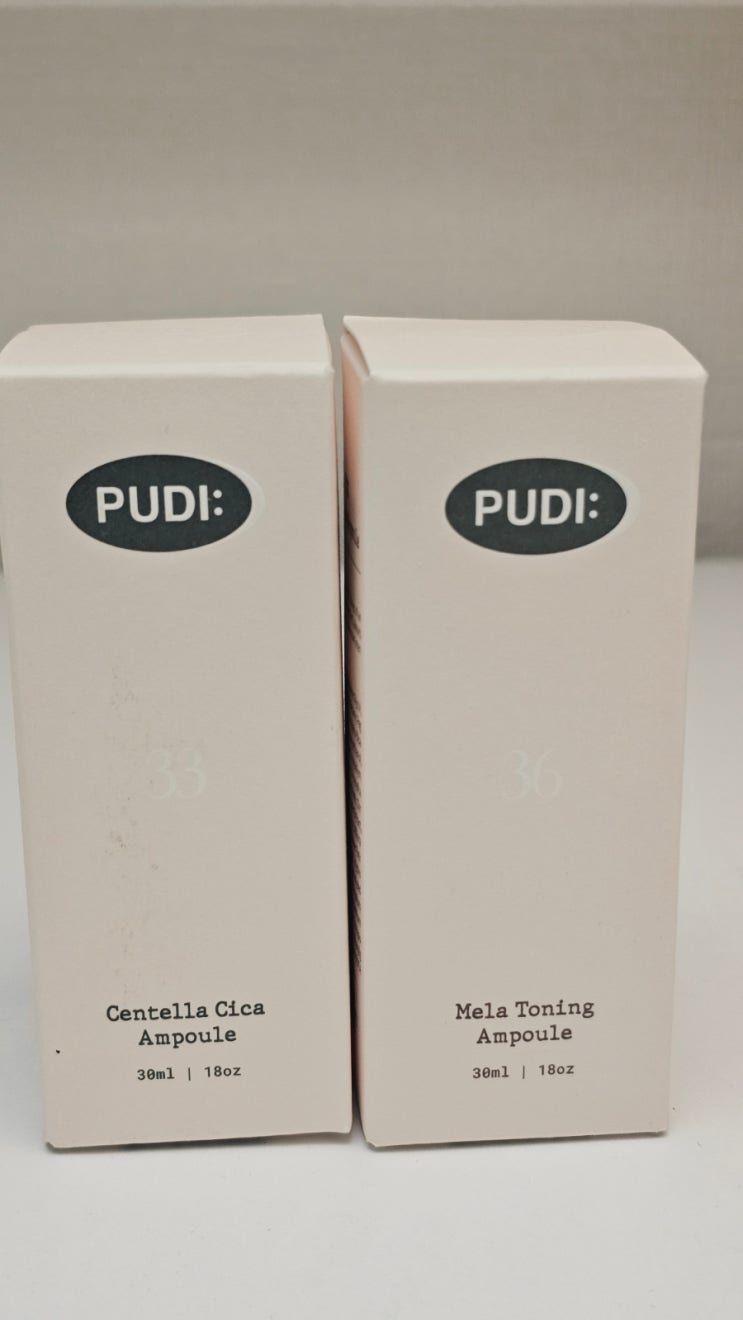 PUDI:
33
Centella Cica
Ampoule
30ml | 18oz
PUDI:
36
Mela Toning
Ampoule
30ml | 18oz